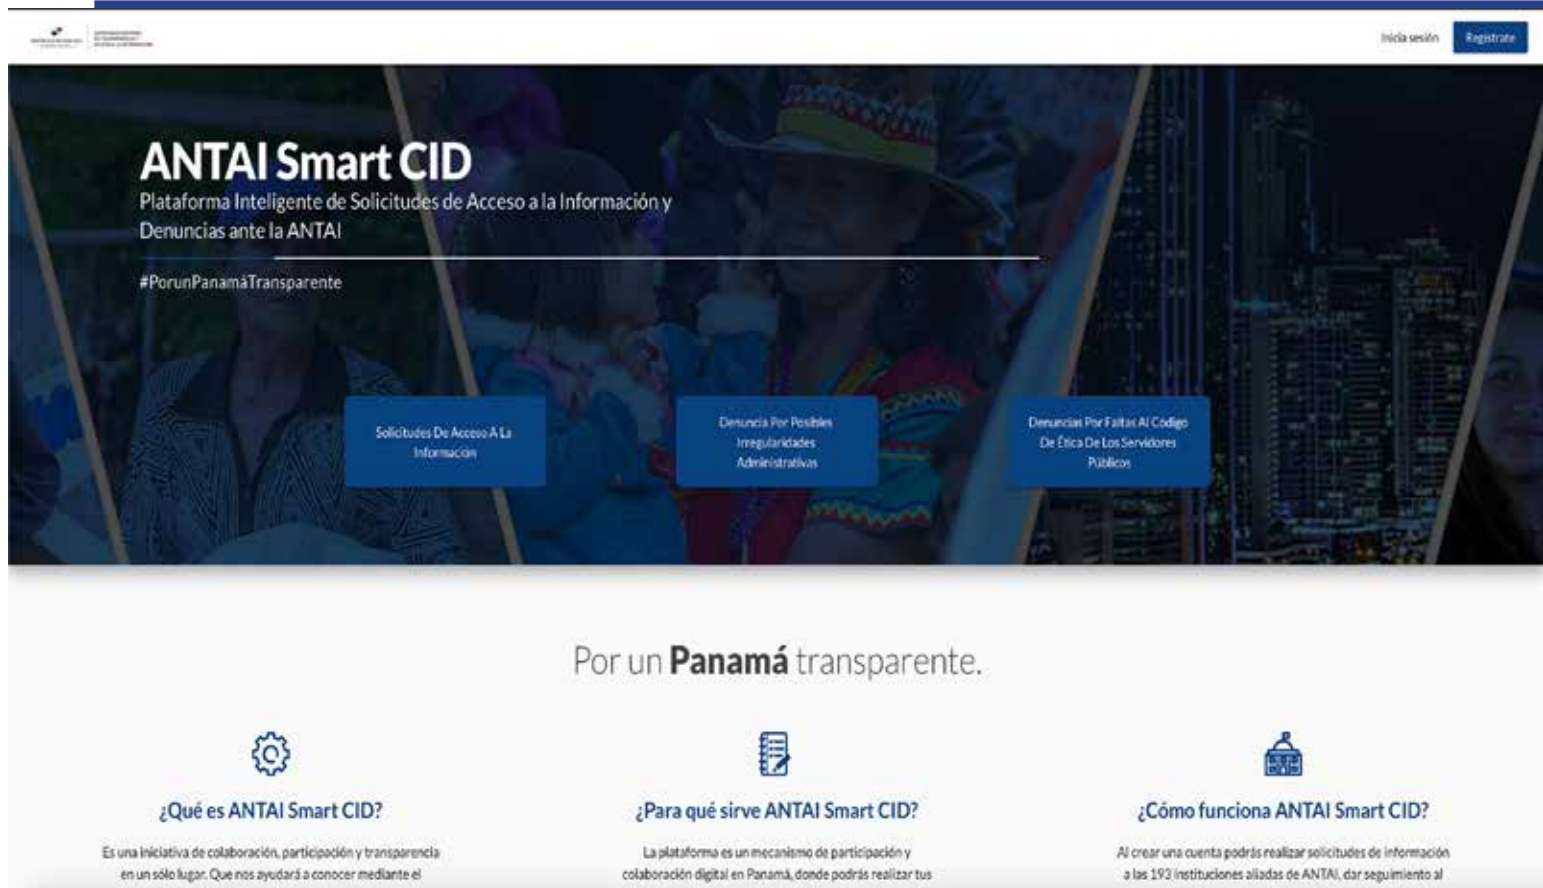 Inicia sesión
Regístrate
ANTAI Smart CID
Plataforma Inteligente de Solicitudes de Acceso a la Información y
Denuncias ante la ANTAI
#PorunPanamáTransparente
Solicitudes De Acceso A La
Información
Denuncia Por Posibles
Irregularidades
Administrativas
Denuncias Por Faltas Al Código
De Ética De Los Servidores
Públicos
Por un Panamá transparente.
¿Qué es ANTAI Smart CID?
Es una iniciativa de colaboración, participación y transparencia
en un sólo lugar. Que nos ayudará a conocer mediante el
¿Para qué sirve ANTAI Smart CID?
La plataforma es un mecanismo de participación y
colaboración digital en Panamá, donde podrás realizar tus
¿Cómo funciona ANTAI Smart CID?
Al crear una cuenta podrás realizar solicitudes de información
a las 193 instituciones aliadas de ANTAI, dar seguimiento al